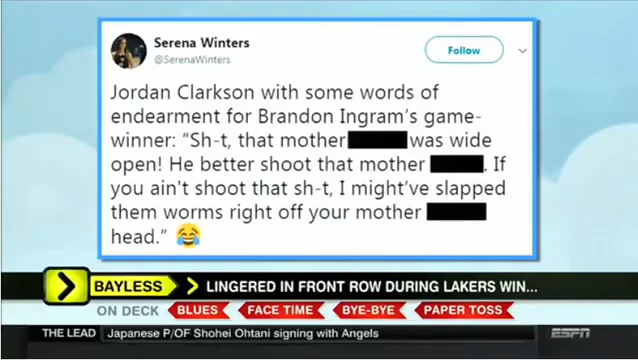 Serena Winters
@SerenaWinters
Follow
Jordan Clarkson with some words of
endearment for Brandon Ingram's game-
winner: "Sh-t, that mother was wide
open! He better shoot that mother . If
you ain't shoot that sh-t, I might've slapped
them worms right off your mother
head."
BAYLESS LINGERED IN FRONT ROW DURING LAKERS WIN...
ON DECK BLUES FACE TIME BYE-BYE PAPER TOSS
THE LEAD Japanese P/OF Shohei Ohtani signing with Angels ESPN